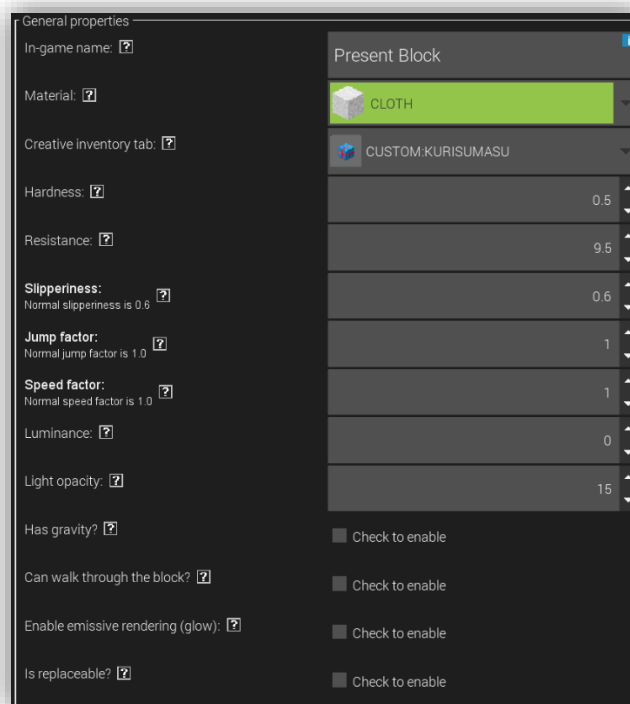 General properties
In-game name: [?]
Present Block
Material: [?]
CLOTH
Creative inventory tab: [?]
CUSTOM:KURISUMASU
Hardness: [?]
0.5
Resistance: [?]
9.5
Slipperiness:
Normal slipperiness is 0.6 [?]
0.6
Jump factor:
Normal jump factor is 1.0 [?]
1
Speed factor:
Normal speed factor is 1.0 [?]
1
Luminance: [?]
0
Light opacity: [?]
15
Has gravity? [?]
Check to enable
Can walk through the block? [?]
Check to enable
Enable emissive rendering (glow): [?]
Check to enable
Is replaceable? [?]
Check to enable